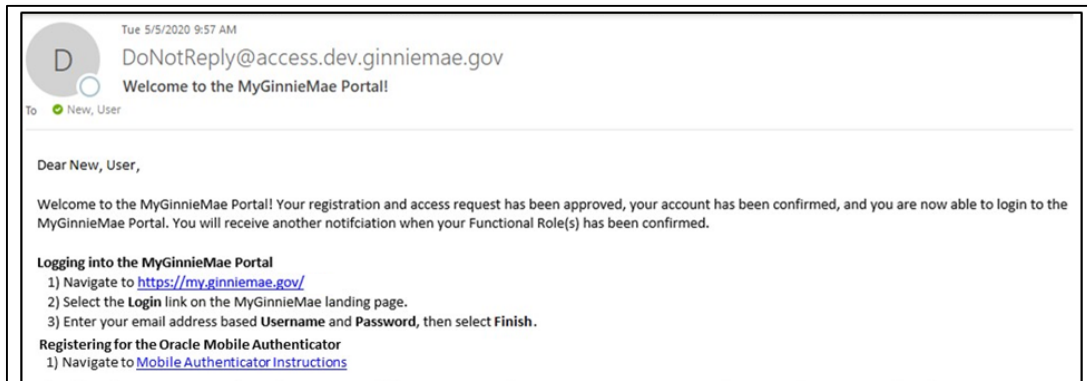 Tue 5/5/2020 9:57 AM
D
DoNotReply@access.dev.ginniemae.gov
Welcome to the MyGinnieMae Portal!
To New, User
Dear New, User,
Welcome to the MyGinnieMae Portal! Your registration and access request has been approved, your account has been confirmed, and you are now able to login to the
MyGinnieMae Portal. You will receive another notifciation when your Functional Role(s) has been confirmed.
Logging into the MyGinnieMae Portal
1) Navigate to https://my.ginniemae.gov/
2) Select the Login link on the MyGinnieMae landing page.
3) Enter your email address based Username and Password, then select Finish.
Registering for the Oracle Mobile Authenticator
1) Navigate to Mobile Authenticator Instructions